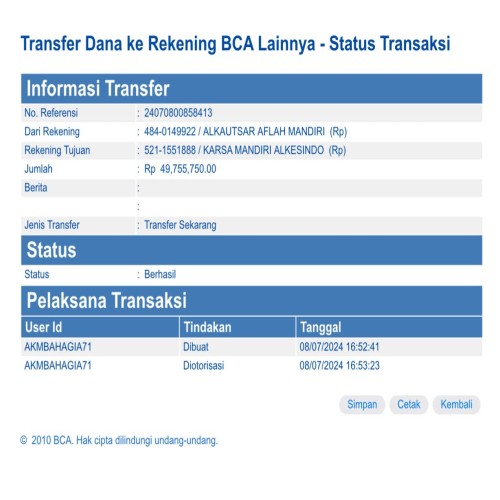 Transfer Dana ke Rekening BCA Lainnya - Status Transaksi
Informasi Transfer
No. Referensi : 24070800858413
Dari Rekening : 484-0149922 / ALKAUTSAR AFLAH MANDIRI (Rp)
Rekening Tujuan : 521-1551888 / KARSA MANDIRI ALKESINDO (Rp)
Jumlah : Rp 49,755,750.00
Berita :
:
Jenis Transfer : Transfer Sekarang
Status
Status : Berhasil
Pelaksana Transaksi
User Id Tindakan Tanggal
AKMBAHAGIA71 Dibuat 08/07/2024 16:52:41
AKMBAHAGIA71 Diotorisasi 08/07/2024 16:53:23
Simpan Cetak Kembali
© 2010 BCA. Hak cipta dilindungi undang-undang.